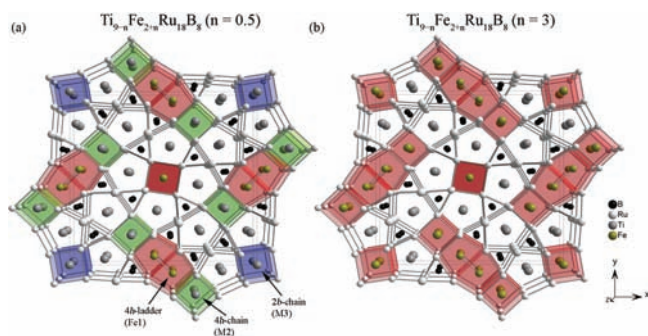 Ti9−nFe2+nRu18B8 (n = 0.5)
Ti9−nFe2+nRu18B8 (n = 3)
(a)
(b)
B
Ru
Ti
Fe
y
z
x
4h-ladder
(Fe1)
4h-chain
(M2)
2b-chain
(M3)